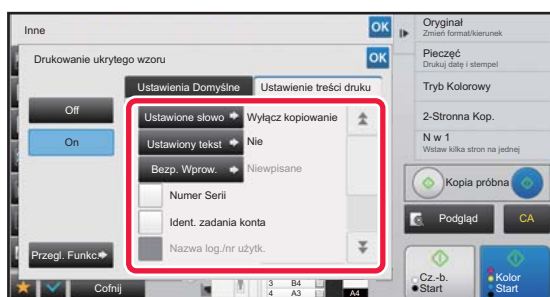 Inne
OK
Drukowanie ukrytego wzoru
OK
Ustawienia Domyślne
Ustawienie treści druku
Off
On
Ustawione słowo
Wyłącz kopiowanie
Ustawiony tekst
Nie
Bezp. Wprow.
Niewpisane
Numer Serii
Ident. zadania konta
Nazwa log./nr użytk.
Przegl. Funkc.
Cofnij
3 B4
4 A3
A4
Oryginał
Zmień format/kierunek
Pieczęć
Drukuj datę i stempel
Tryb Kolorowy
2-Stronna Kop.
N w 1
Wstaw kilka stron na jednej
Kopia próbna
Podgląd
CA
Cz.-b.
Start
Kolor
Start